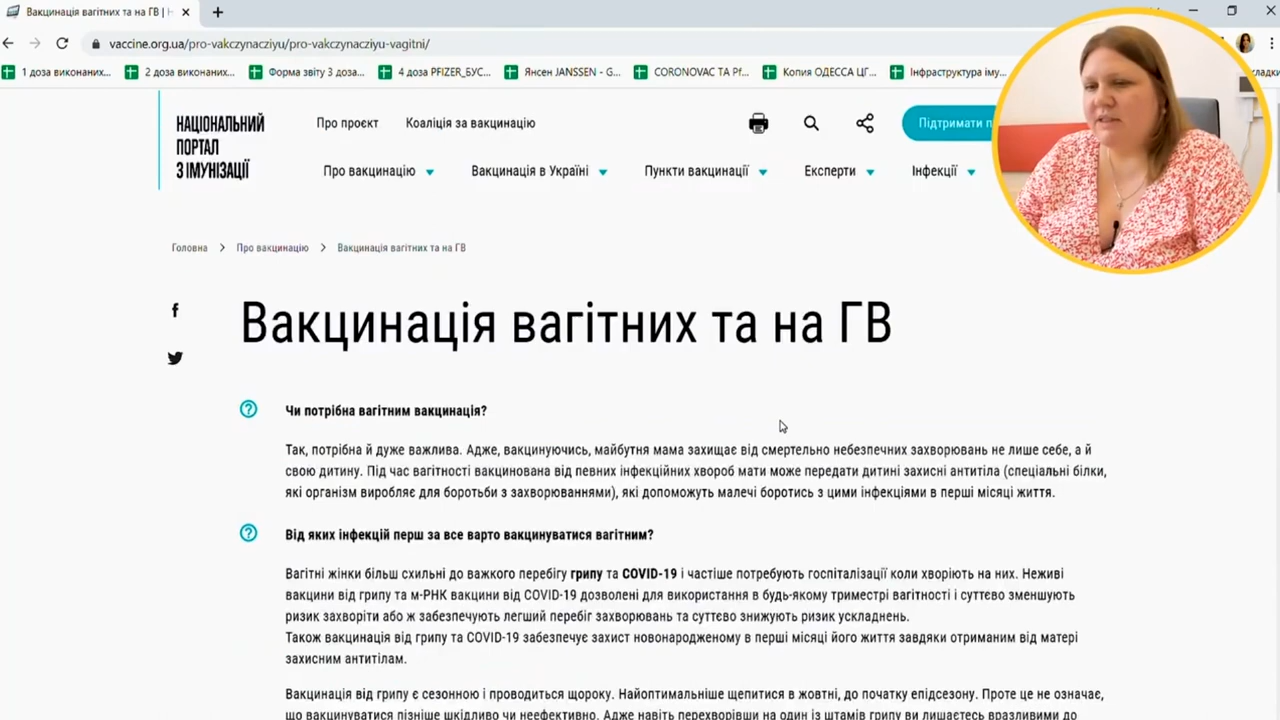 Вакцинація вагітних та на ГВ | Н
vaccine.org.ua/pro-vakczynacziyu/pro-vakczynacziyu-vagitni/
1 доза виконаних... 2 доза виконаних... Форма звіту 3 доза... 4 доза PFIZER_БУС... Янсен JANSSEN - G... CORONOVAC ТА Pf... Копия ОДЕССА ЦГ... Інфраструктура іму...
НАЦІОНАЛЬНИЙ
ПОРТАЛ
З ІМУНІЗАЦІЇ
Про проєкт Коаліція за вакцинацію Підтримати п
Про вакцинацію Вакцинація в Україні Пункти вакцинації Експерти Інфекції
Головна > Про вакцинацію > Вакцинація вагітних та на ГВ
Вакцинація вагітних та на ГВ
Чи потрібна вагітним вакцинація?
Так, потрібна й дуже важлива. Адже, вакцинуючись, майбутня мама захищає від смертельно небезпечних захворювань не лише себе, а й
свою дитину. Під час вагітності вакцинована від певних інфекційних хвороб мати може передати дитині захисні антитіла (спеціальні білки,
які організм виробляє для боротьби з захворюваннями), які допоможуть малечі боротись з цими інфекціями в перші місяці життя.
Від яких інфекцій перш за все варто вакцинуватися вагітним?
Вагітні жінки більш схильні до важкого перебігу грипу та COVID-19 і частіше потребують госпіталізації коли хворіють на них. Неживі
вакцини від грипу та м-РНК вакцини від COVID-19 дозволені для використання в будь-якому триместрі вагітності і суттєво зменшують
ризик захворіти або ж забезпечують легший перебіг захворювань та суттєво знижують ризик ускладнень.
Також вакцинація від грипу та COVID-19 забезпечує захист новонародженому в перші місяці його життя завдяки отриманим від матері
захисним антитілам.
Вакцинація від грипу є сезонною і проводиться щороку. Найоптимальніше щепитися в жовтні, до початку епідсезону. Проте це не означає,
що вакцинуватися пізніше шкідливо чи неефективно. Адже навіть перехворівши на один із штамів грипу ви лишаєтесь вразливими до